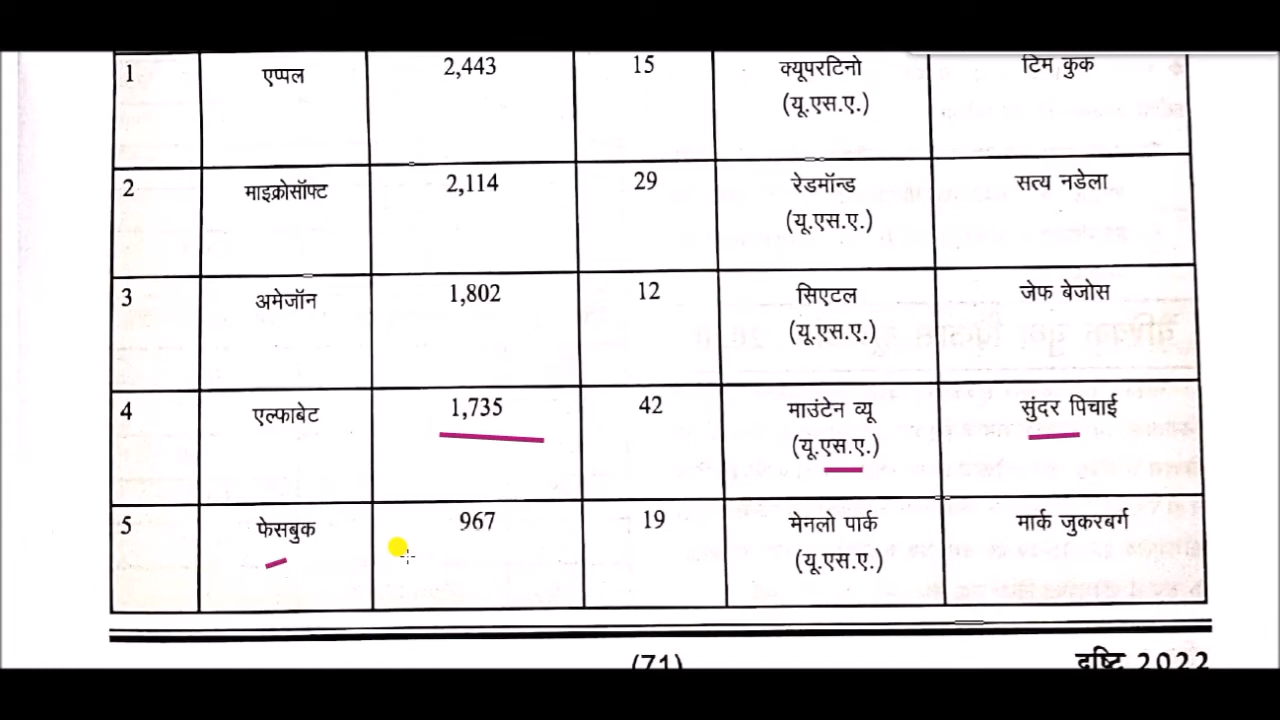 1 एप्पल 2,443 15 क्यूपरटिनो टिम कुक
(यू.एस.ए.)
2 माइक्रोसॉफ्ट 2,114 29 रेडमॉन्ड सत्य नडेला
(यू.एस.ए.)
3 अमेजॉन 1,802 12 सिएटल जेफ बेजोस
(यू.एस.ए.)
4 एल्फाबेट 1,735 42 माउंटेन व्यू सुंदर पिचाई
(यू.एस.ए.)
5 फेसबुक 967 19 मेनलो पार्क मार्क जुकरबर्ग
(यू.एस.ए.)
(71) दृष्टि 2022